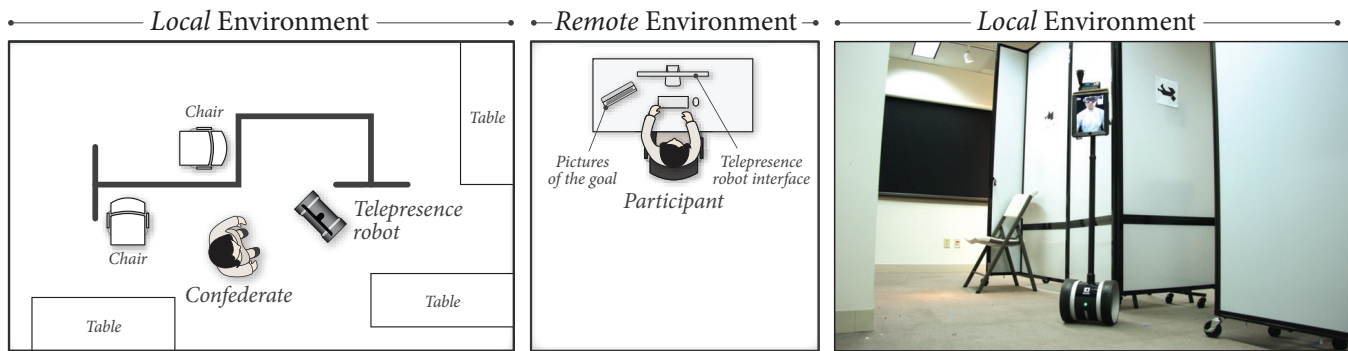 Local Environment
Remote Environment
Local Environment
Chair
Table
Pictures
of the goal
Telepresence
robot interface
Participant
Telepresence
robot
Chair
Confederate
Table
Table